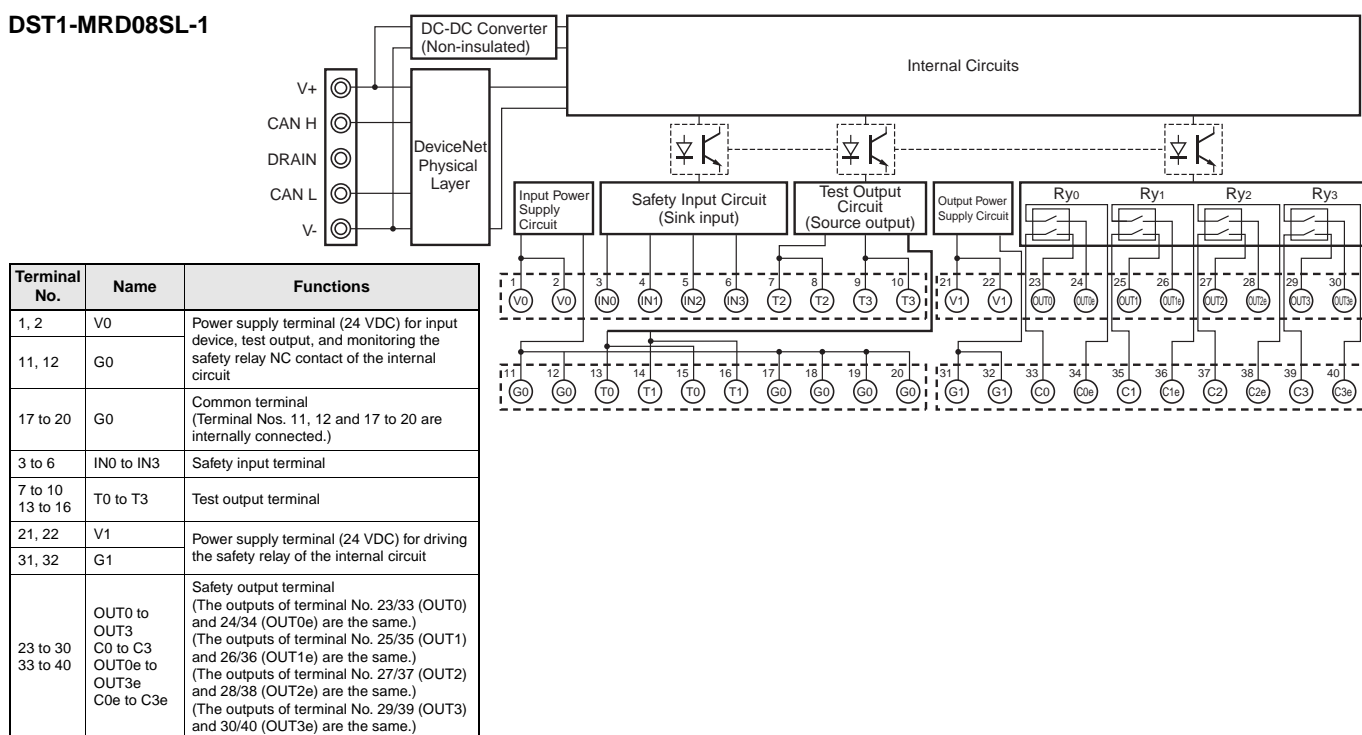 DST1-MRD08SL-1
DC-DC Converter
(Non-insulated)
Internal Circuits
V+
CAN H
DRAIN
CAN L
V-
DeviceNet
Physical
Layer
Input Power
Supply
Circuit
Safety Input Circuit
(Sink input)
Test Output
Circuit
(Source output)
Output Power
Supply Circuit
Ry0 Ry1 Ry2 Ry3
1 2 3 4 5 6 7 8 9 10 21 22 23 24 25 26 27 28 29 30
V0 V0 IN0 IN1 IN2 IN3 T2 T2 T3 T3 V1 V1 OUT0 OUT0e OUT1 OUT1e OUT2 OUT2e OUT3 OUT3e
11 12 13 14 15 16 17 18 19 20 31 32 33 34 35 36 37 38 39 40
G0 G0 T0 T1 T0 T1 G0 G0 G0 G0 G1 G1 C0 C0e C1 C1e C2 C2e C3 C3e
Terminal
No.
Name
Functions
1, 2
V0
11, 12
G0
Power supply terminal (24 VDC) for input
device, test output, and monitoring the
safety relay NC contact of the internal
circuit
17 to 20
G0
Common terminal
(Terminal Nos. 11, 12 and 17 to 20 are
internally connected.)
3 to 6
IN0 to IN3
Safety input terminal
7 to 10
13 to 16
T0 to T3
Test output terminal
21, 22
V1
31, 32
G1
Power supply terminal (24 VDC) for driving
the safety relay of the internal circuit
23 to 30
33 to 40
OUT0 to
OUT3
C0 to C3
OUT0e to
OUT3e
C0e to C3e
Safety output terminal
(The outputs of terminal No. 23/33 (OUT0)
and 24/34 (OUT0e) are the same.)
(The outputs of terminal No. 25/35 (OUT1)
and 26/36 (OUT1e) are the same.)
(The outputs of terminal No. 27/37 (OUT2)
and 28/38 (OUT2e) are the same.)
(The outputs of terminal No. 29/39 (OUT3)
and 30/40 (OUT3e) are the same.)